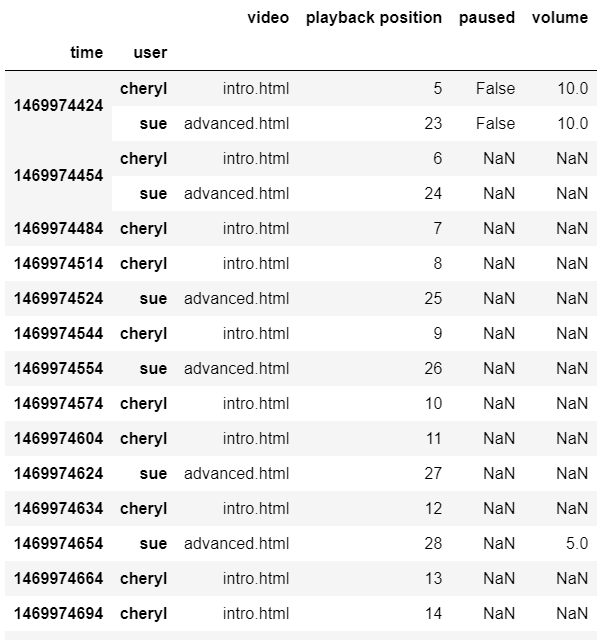 video playback position paused volume
time user
1469974424 cheryl intro.html 5 False 10.0
sue advanced.html 23 False 10.0
1469974454 cheryl intro.html 6 NaN NaN
sue advanced.html 24 NaN NaN
1469974484 cheryl intro.html 7 NaN NaN
1469974514 cheryl intro.html 8 NaN NaN
1469974524 sue advanced.html 25 NaN NaN
1469974544 cheryl intro.html 9 NaN NaN
1469974554 sue advanced.html 26 NaN NaN
1469974574 cheryl intro.html 10 NaN NaN
1469974604 cheryl intro.html 11 NaN NaN
1469974624 sue advanced.html 27 NaN NaN
1469974634 cheryl intro.html 12 NaN NaN
1469974654 sue advanced.html 28 NaN 5.0
1469974664 cheryl intro.html 13 NaN NaN
1469974694 cheryl intro.html 14 NaN NaN